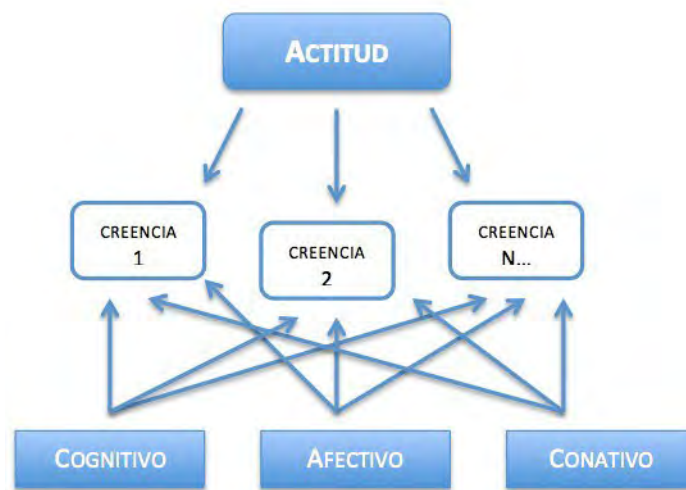 ACTITUD
CREENCIA
1
CREENCIA
2
CREENCIA
N...
COGNITIVO
AFECTIVO
CONATIVO